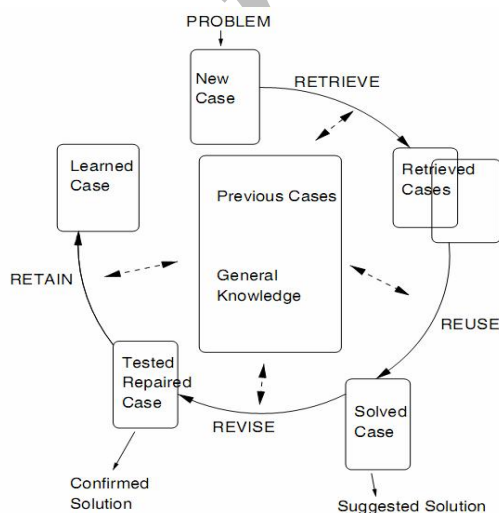 PROBLEM
New
Case
RETRIEVE
Learned
Case
Retrieved
Cases
Previous Cases
General
Knowledge
RETAIN
REUSE
Tested
Repaired
Case
REVISE
Solved
Case
Confirmed
Solution
Suggested Solution